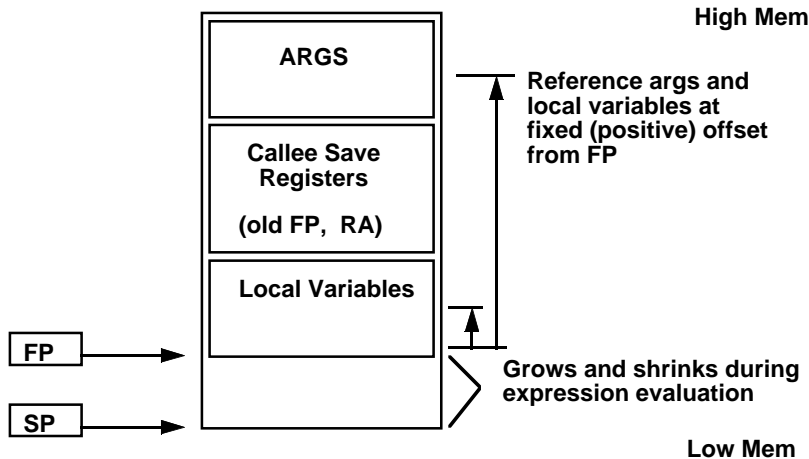 High Mem
ARGS
Reference args and
local variables at
fixed (positive) offset
from FP
Callee Save
Registers
(old FP, RA)
Local Variables
FP
Grows and shrinks during
expression evaluation
SP
Low Mem